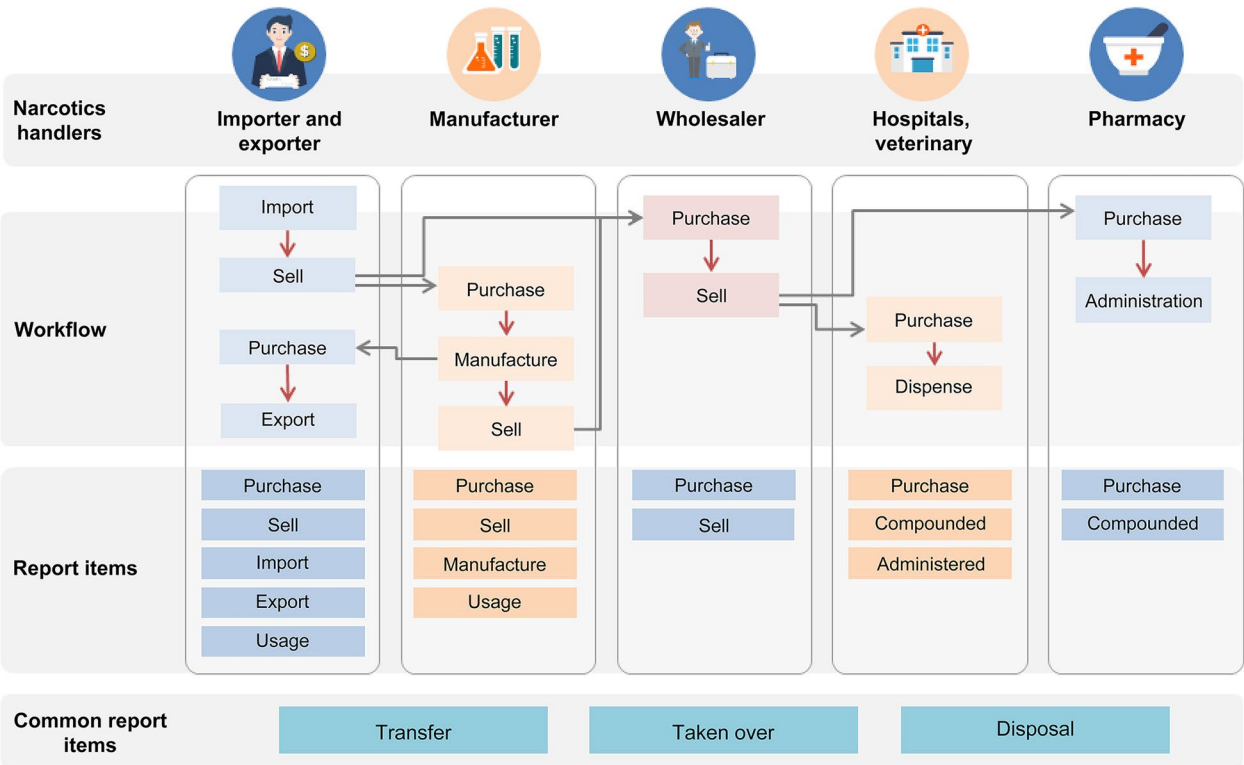 $
Narcotics
handlers
Importer and
exporter
Manufacturer
Wholesaler
Hospitals,
veterinary
Pharmacy
Workflow
Import
Sell
Purchase
Export
Purchase
Manufacture
Sell
Purchase
Sell
Purchase
Dispense
Purchase
Administration
Report items
Purchase
Sell
Import
Export
Usage
Purchase
Sell
Manufacture
Usage
Purchase
Sell
Purchase
Compounded
Administered
Purchase
Compounded
Common report
items
Transfer
Taken over
Disposal